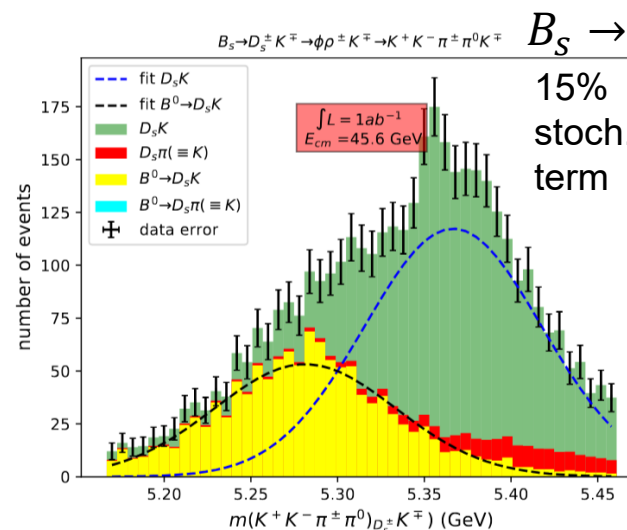 B_s→D_s^±K^∓→ϕρ^±K^∓→K^+K^−π^±π^0K^∓
B_s →
15%
stoch.
term
fit D_sK
fit B^0→D_sK
D_sK
D_sπ(≡K)
B^0→D_sK
B^0→D_sπ(≡K)
data error
∫L = 1ab^{−1}
E_{cm} =45.6 GeV
number of events
175
150
125
100
75
50
25
0
5.20 5.25 5.30 5.35 5.40 5.45
m(K^+K^−π^±π^0)_{D_s^±}K^∓) (GeV)